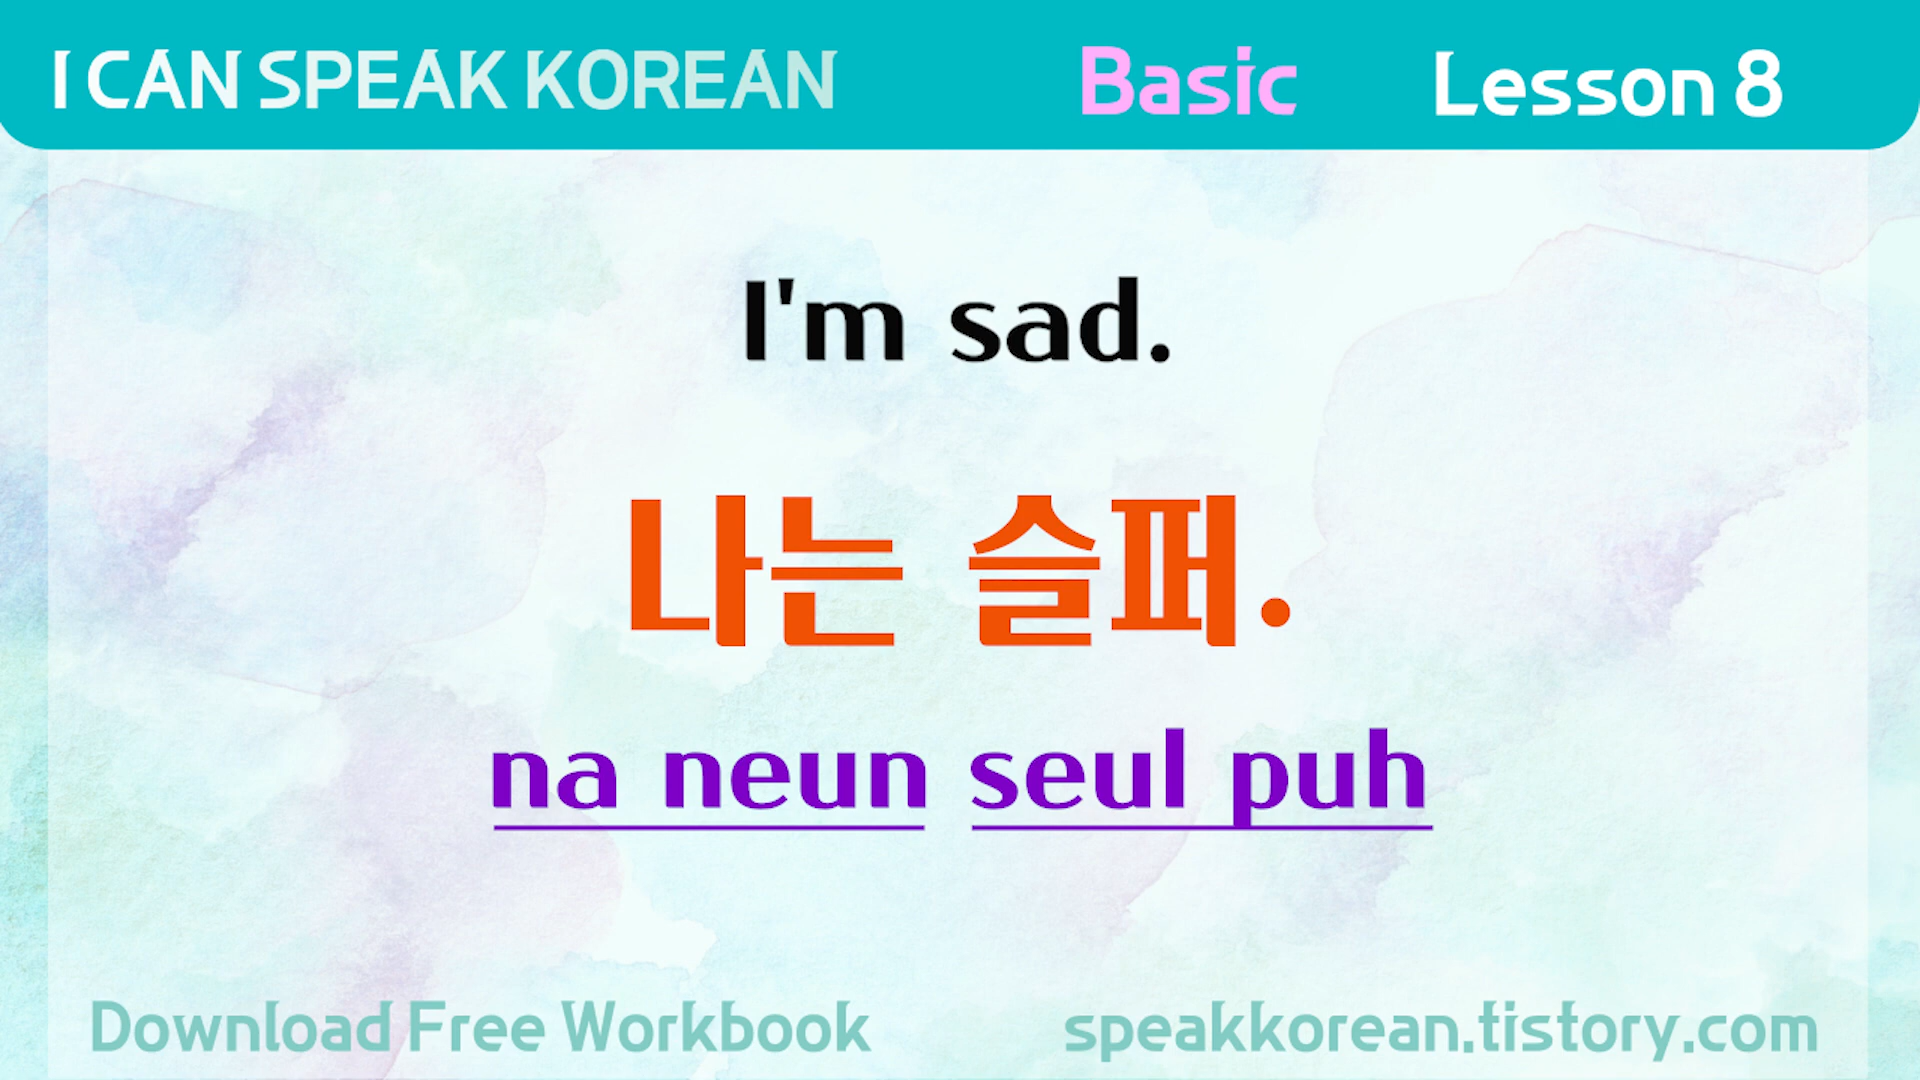 I CAN SPEAK KOREAN Basic Lesson 8
I'm sad.
나는 슬퍼.
na neun seul puh
Download Free Workbook speakkorean.tistory.com